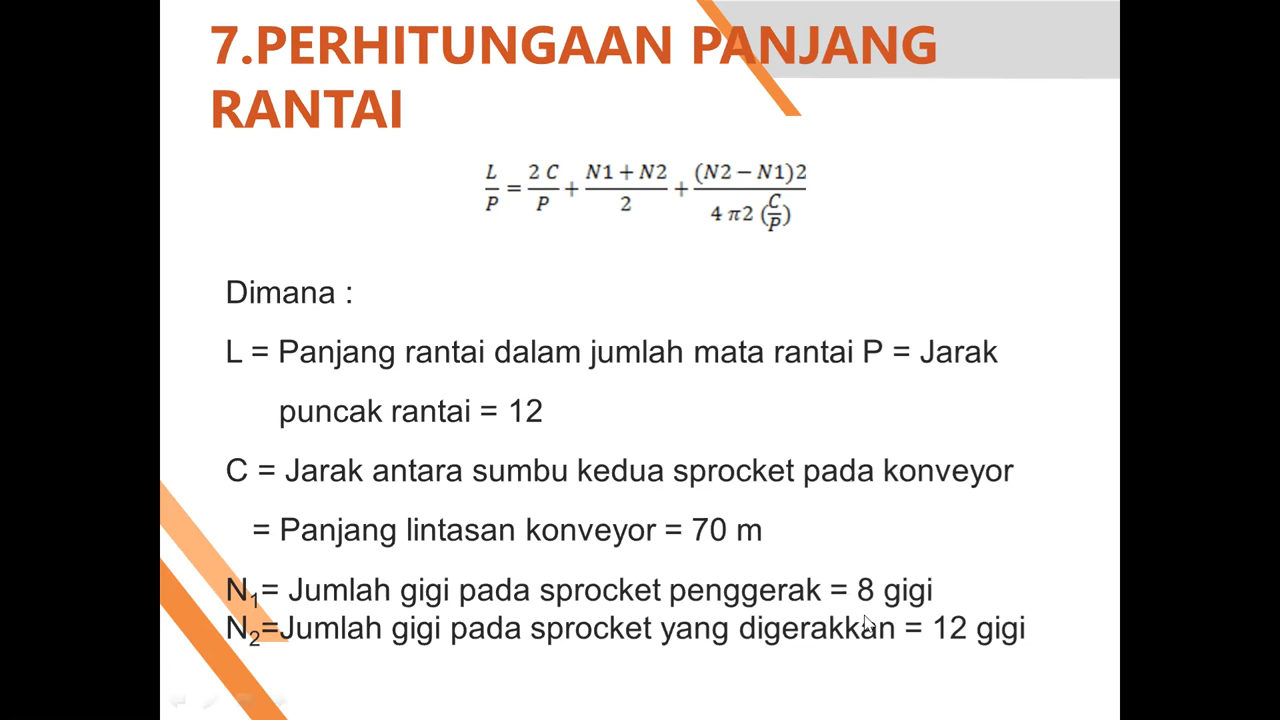 7.PERHITUNGAAN PANJANG
RANTAI
L/P = 2 C/P + N1 + N2/2 + (N2 − N1)2/4 π2 (C/P)
Dimana :
L = Panjang rantai dalam jumlah mata rantai P = Jarak
puncak rantai = 12
C = Jarak antara sumbu kedua sprocket pada konveyor
= Panjang lintasan konveyor = 70 m
N₁= Jumlah gigi pada sprocket penggerak = 8 gigi
N₂=Jumlah gigi pada sprocket yang digerakkan = 12 gigi